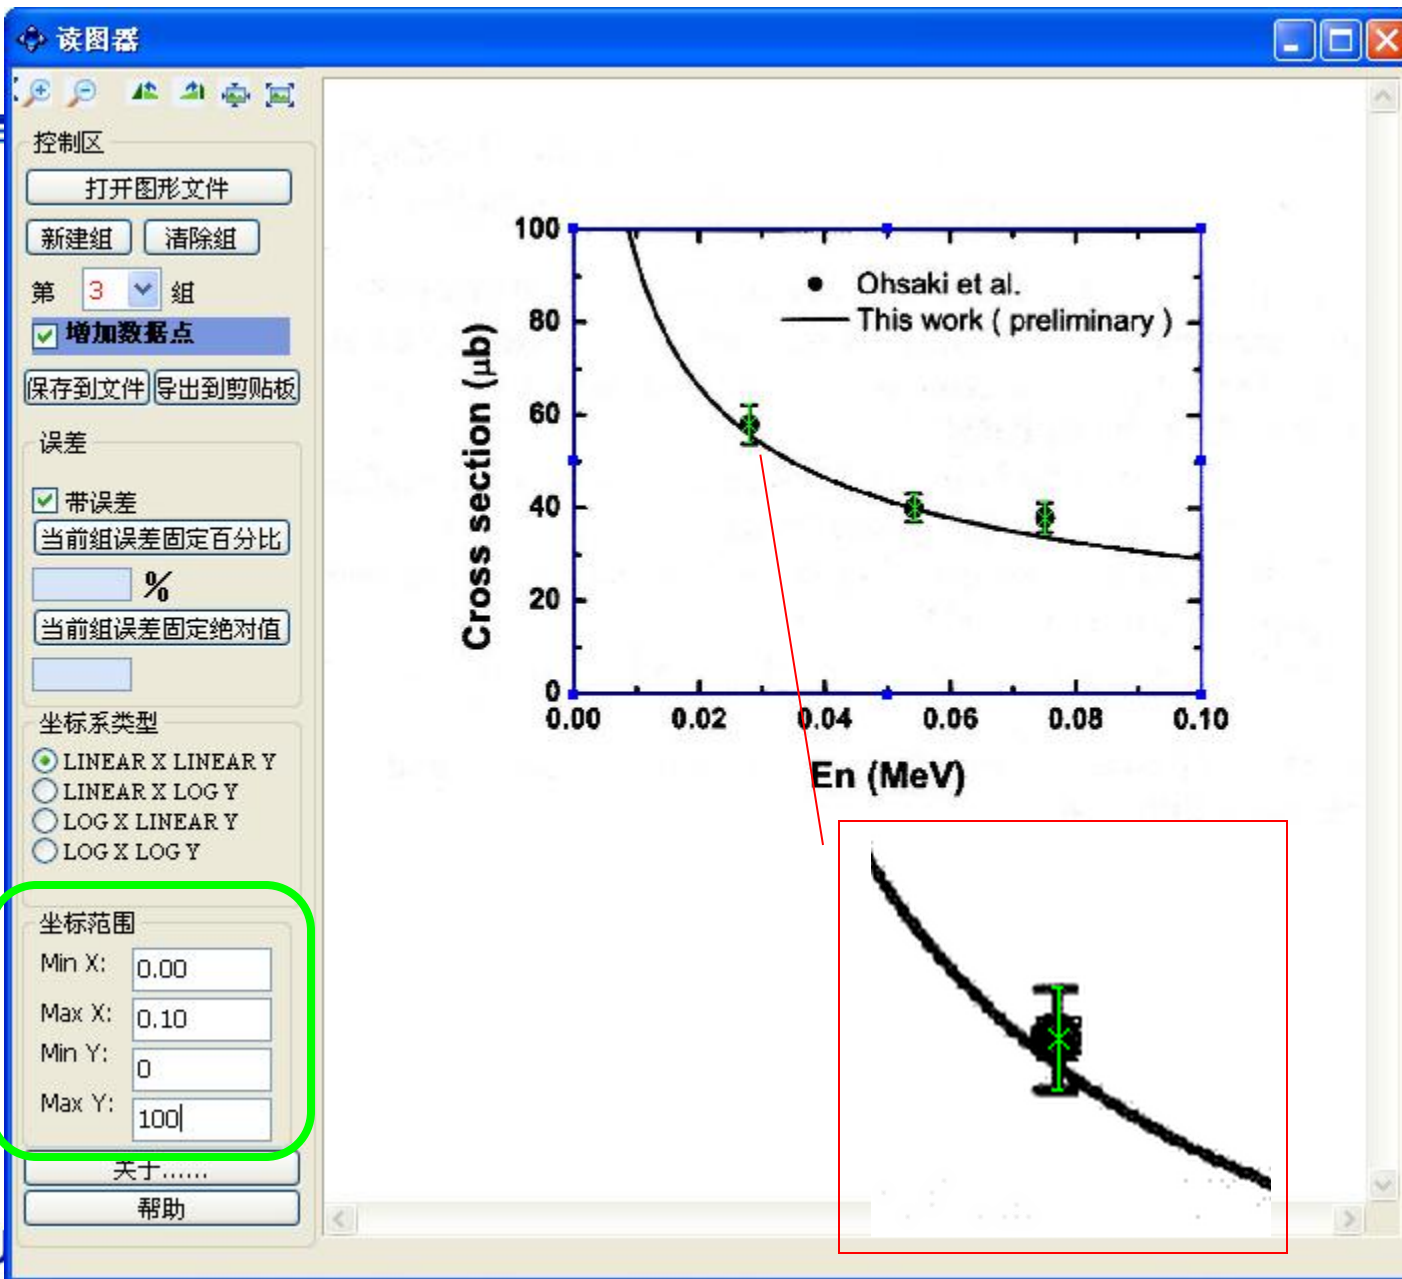 读图器
控制区
打开图形文件
新建组 清除组
第 3 组
增加数据点
保存到文件 导出到剪贴板
误差
带误差
当前组误差固定百分比
%
当前组误差固定绝对值
坐标系类型
LINEAR X LINEAR Y
LINEAR X LOG Y
LOG X LINEAR Y
LOG X LOG Y
坐标范围
Min X: 0.00
Max X: 0.10
Min Y: 0
Max Y: 100
关于......
帮助
Cross section (μb)
100
80
60
40
20
0
Ohsaki et al.
This work ( preliminary )
0.00 0.02 0.04 0.06 0.08 0.10
En (MeV)